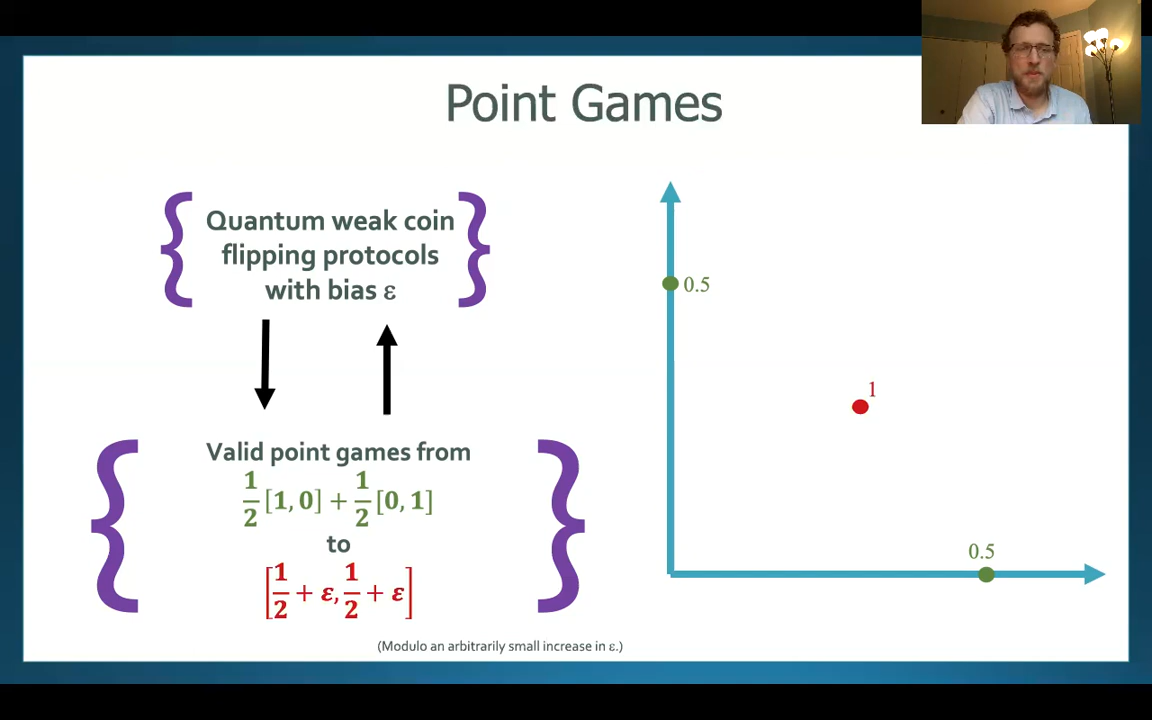 Point Games
Quantum weak coin
flipping protocols
with bias ε
Valid point games from
1/2 [1, 0] + 1/2 [0, 1]
to
[1/2 + ε, 1/2 + ε]
(Modulo an arbitrarily small increase in ε.)
0.5
1
0.5